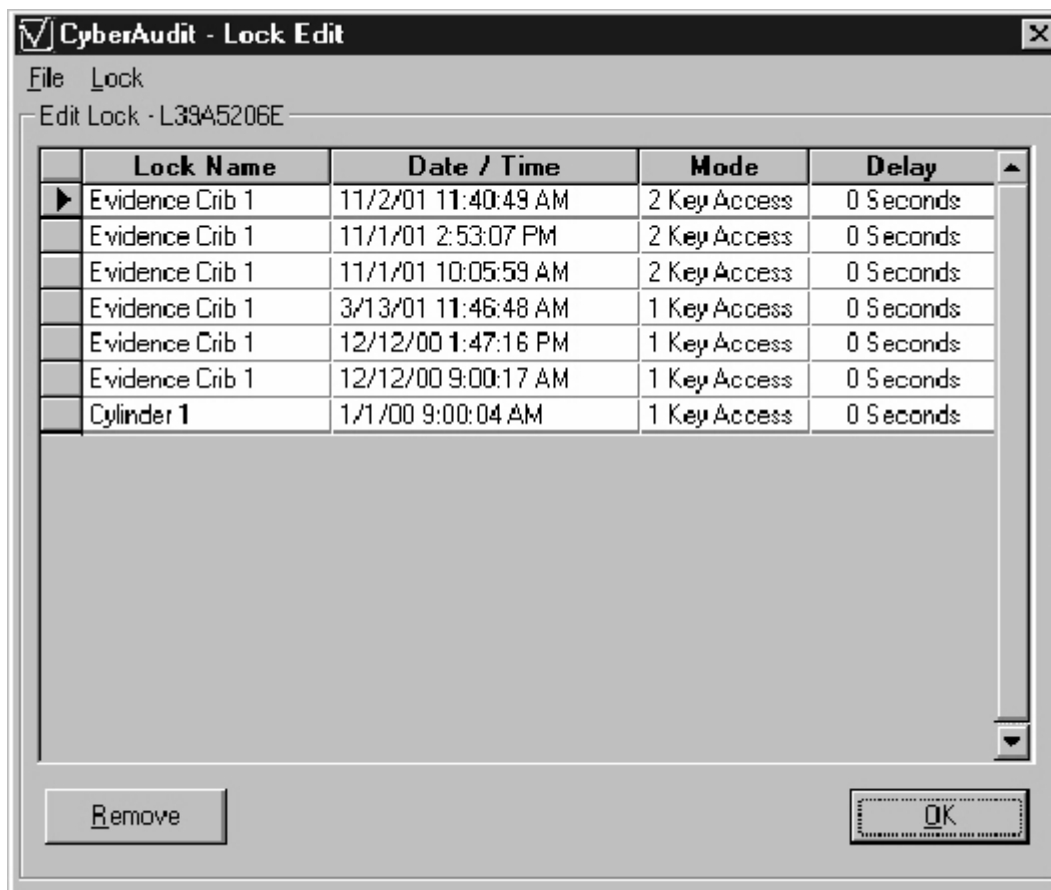 CyberAudit - Lock Edit
File Lock
Edit Lock - L39A5206E
Lock Name Date / Time Mode Delay
Evidence Crib 1 11/2/01 11:40:49 AM 2 Key Access 0 Seconds
Evidence Crib 1 11/1/01 2:53:07 PM 2 Key Access 0 Seconds
Evidence Crib 1 11/1/01 10:05:59 AM 2 Key Access 0 Seconds
Evidence Crib 1 3/13/01 11:46:48 AM 1 Key Access 0 Seconds
Evidence Crib 1 12/12/00 1:47:16 PM 1 Key Access 0 Seconds
Evidence Crib 1 12/12/00 9:00:17 AM 1 Key Access 0 Seconds
Cylinder 1 1/1/00 9:00:04 AM 1 Key Access 0 Seconds
Remove OK